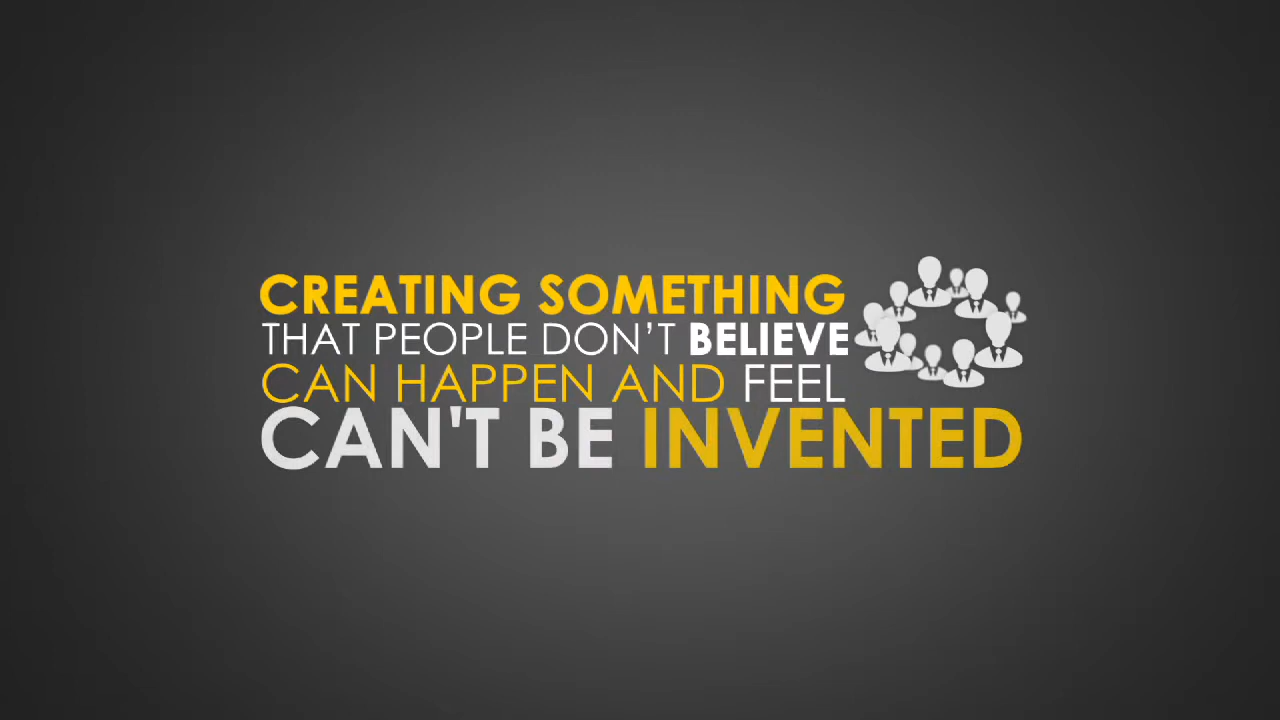 CREATING SOMETHING
THAT PEOPLE DON’T BELIEVE
CAN HAPPEN AND FEEL
CAN'T BE INVENTED